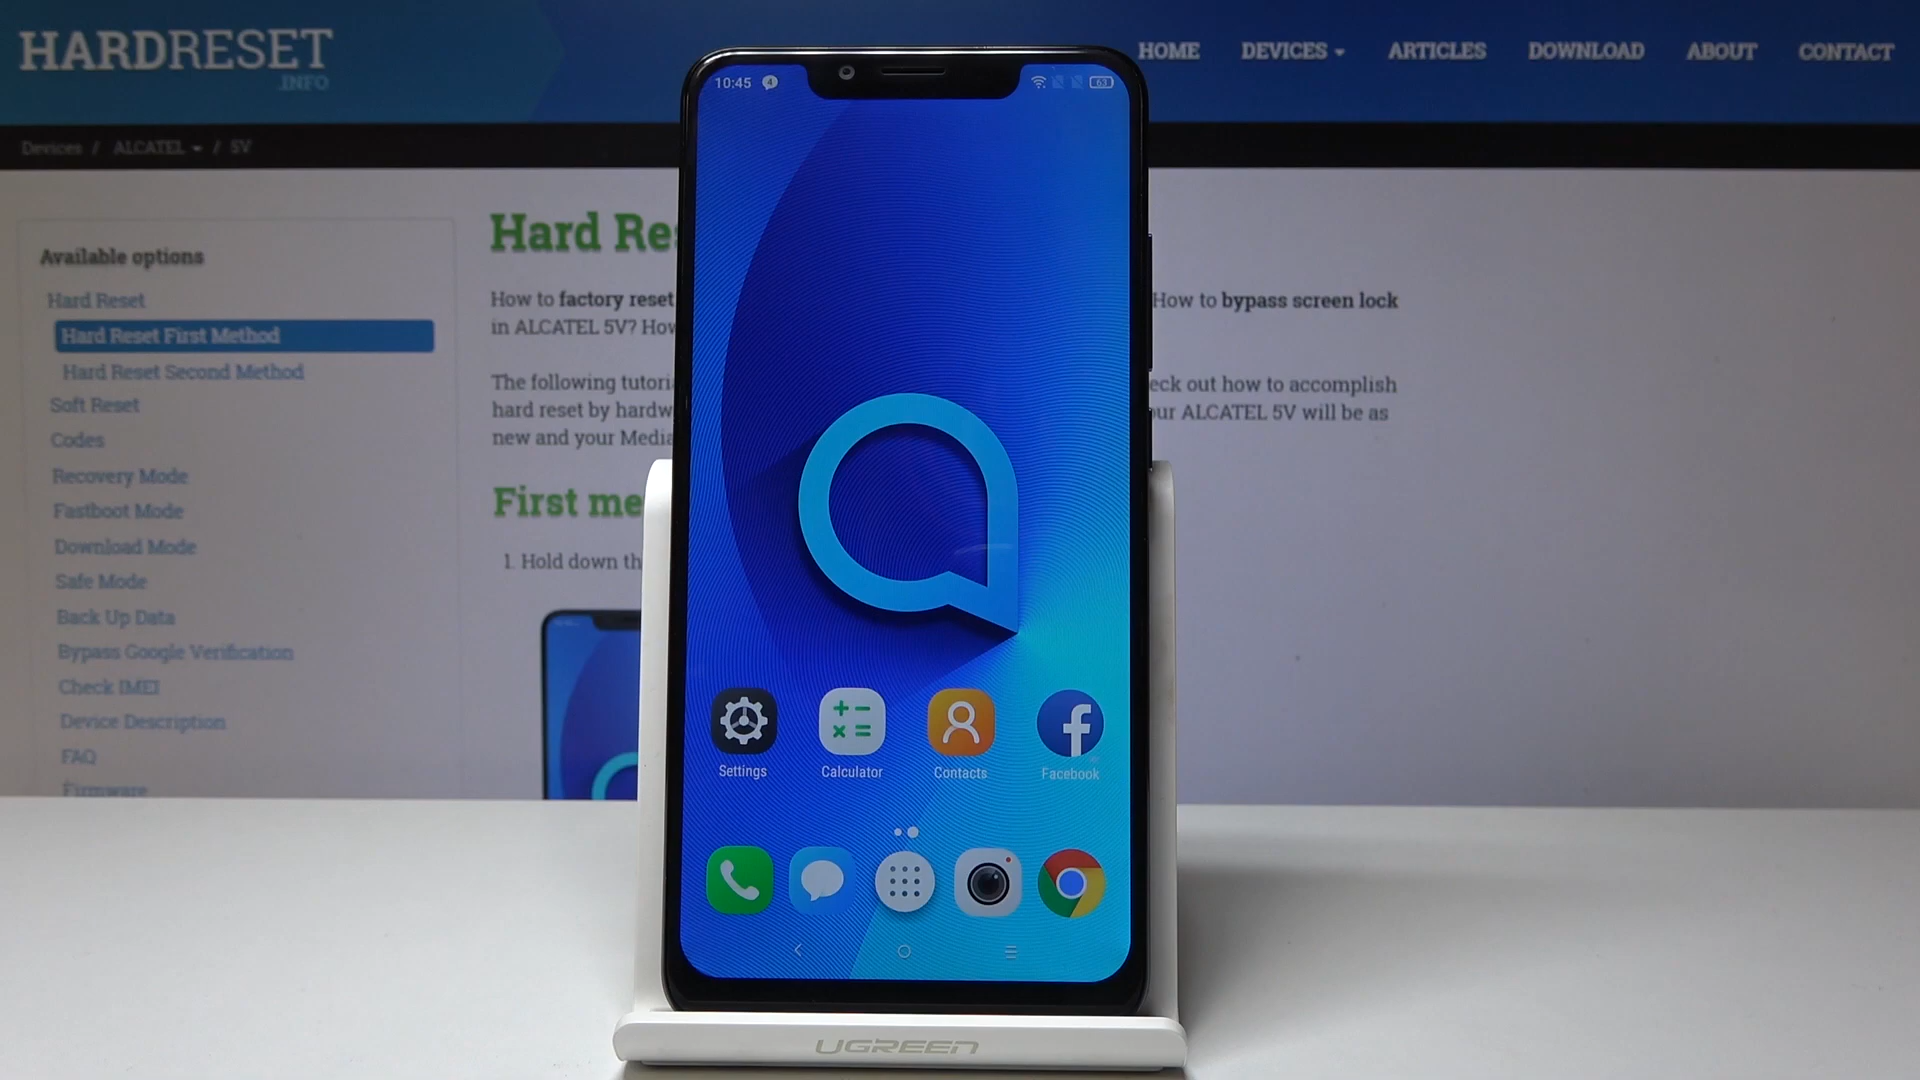 HARDRESET
.INFO
HOME DEVICES ARTICLES DOWNLOAD ABOUT CONTACT
Devices / ALCATEL / 5V
Available options
Hard Reset
Hard Reset First Method
Hard Reset Second Method
Soft Reset
Codes
Recovery Mode
Fastboot Mode
Download Mode
Safe Mode
Back Up Data
Bypass Google Verification
Check IMEI
Device Description
FAQ
Firmware
Hard Re
How to factory reset
How to bypass screen lock
in ALCATEL 5V? How
The following tutori
eck out how to accomplish
hard reset by hardw
ur ALCATEL 5V will be as
new and your Media
First me
1. Hold down th
10:45 4
63
Settings Calculator Contacts Facebook
UGREEN